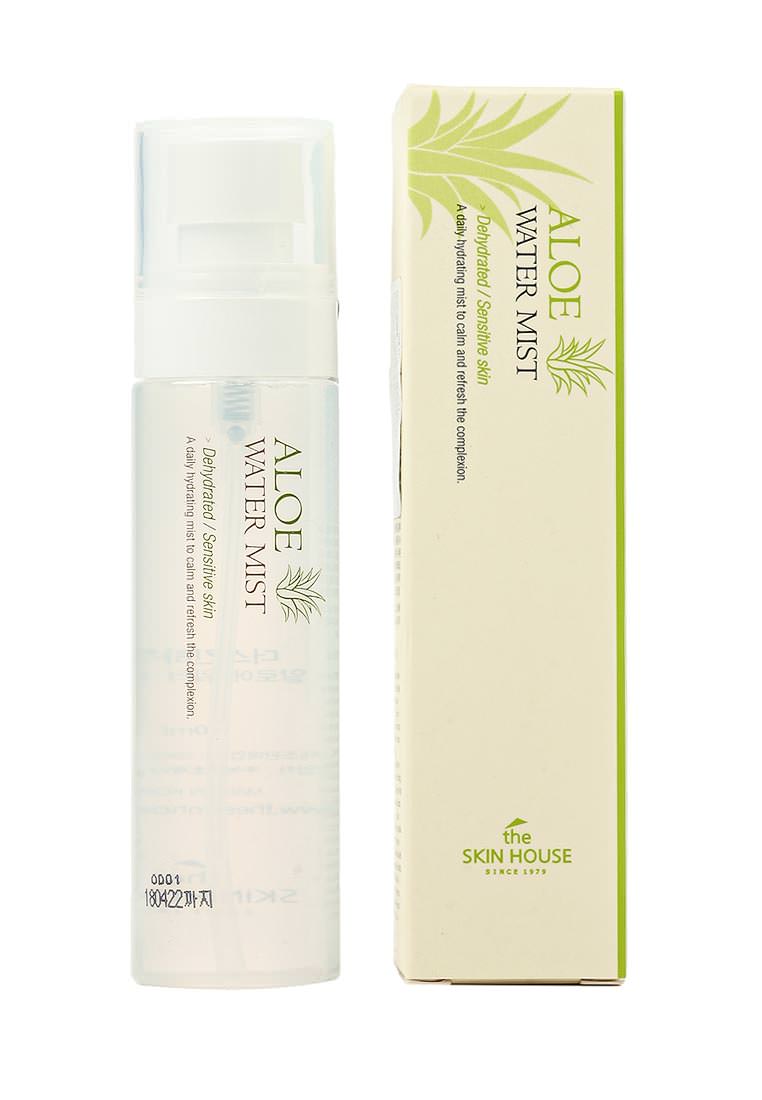 ALOE
WATER MIST
> Dehydrated / Sensitive skin
A daily hydrating mist to calm and refresh the complexion.
0D01
180422까지
ALOE
WATER MIST
> Dehydrated / Sensitive skin
A daily hydrating mist to calm and refresh the complexion.
the
SKIN HOUSE
SINCE 1979